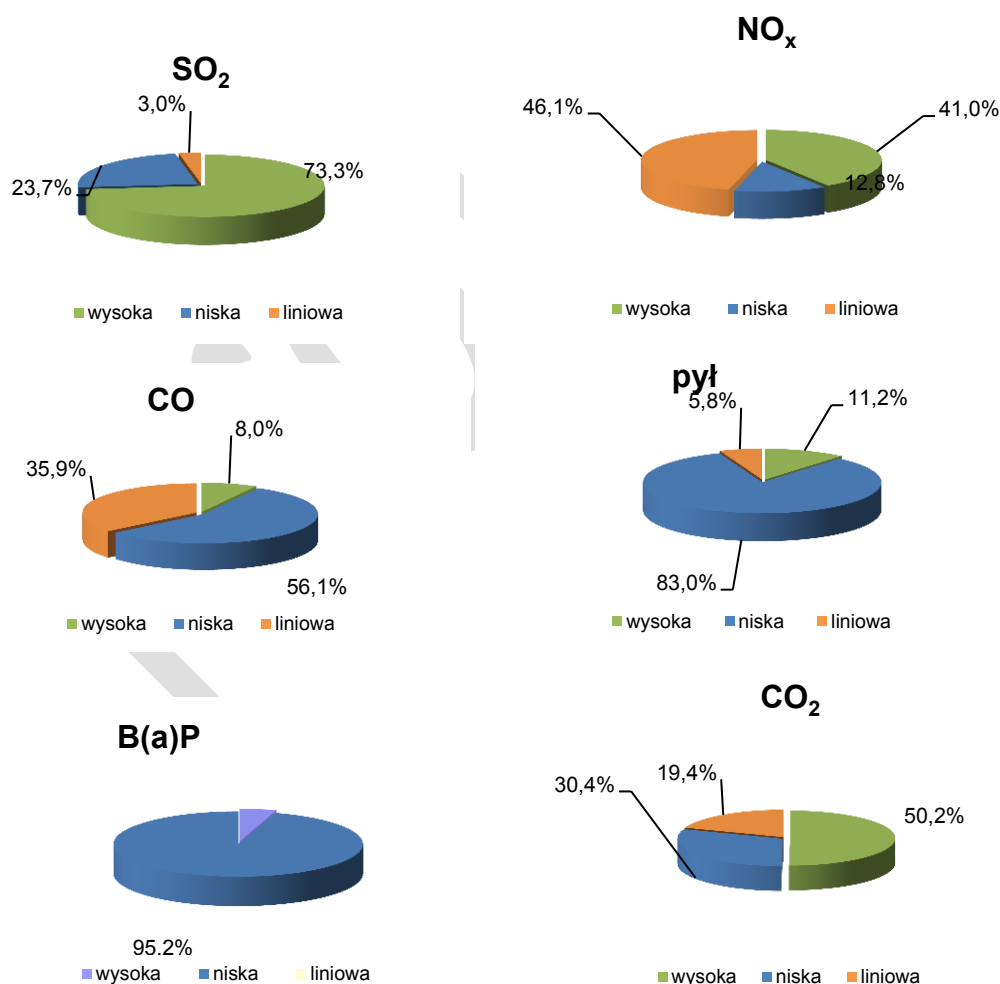 SO2
3,0%
23,7%
73,3%
wysoka niska liniowa
NOx
46,1%
41,0%
12,8%
wysoka niska liniowa
CO
8,0%
35,9%
56,1%
wysoka niska liniowa
pył
5,8%
11,2%
83,0%
wysoka niska liniowa
B(a)P
95.2%
wysoka niska liniowa
CO2
19,4%
30,4%
50,2%
wysoka niska liniowa